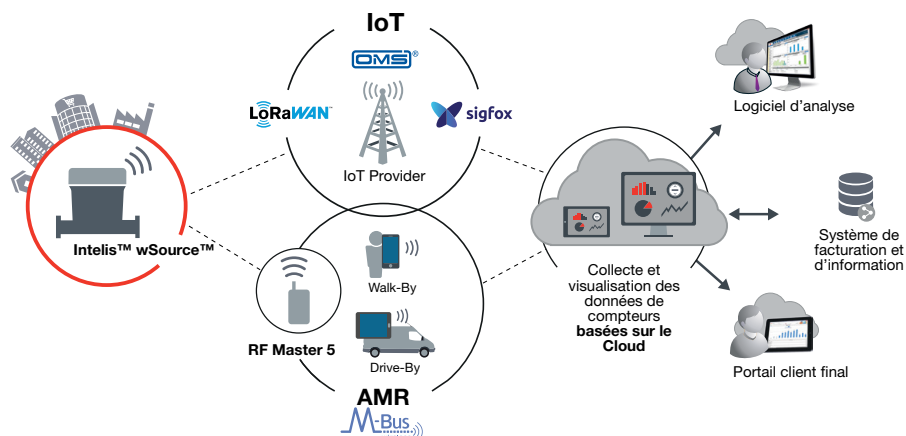 IoT
OMS®
LoRaWAN™
sigfox
IoT Provider
Intelis™ wSource™
Walk-By
RF Master 5
Drive-By
AMR
M-Bus
Collecte et
visualisation des
données de
compteurs
basées sur le
Cloud
Logiciel d'analyse
Système de
facturation et
d'information
Portail client final